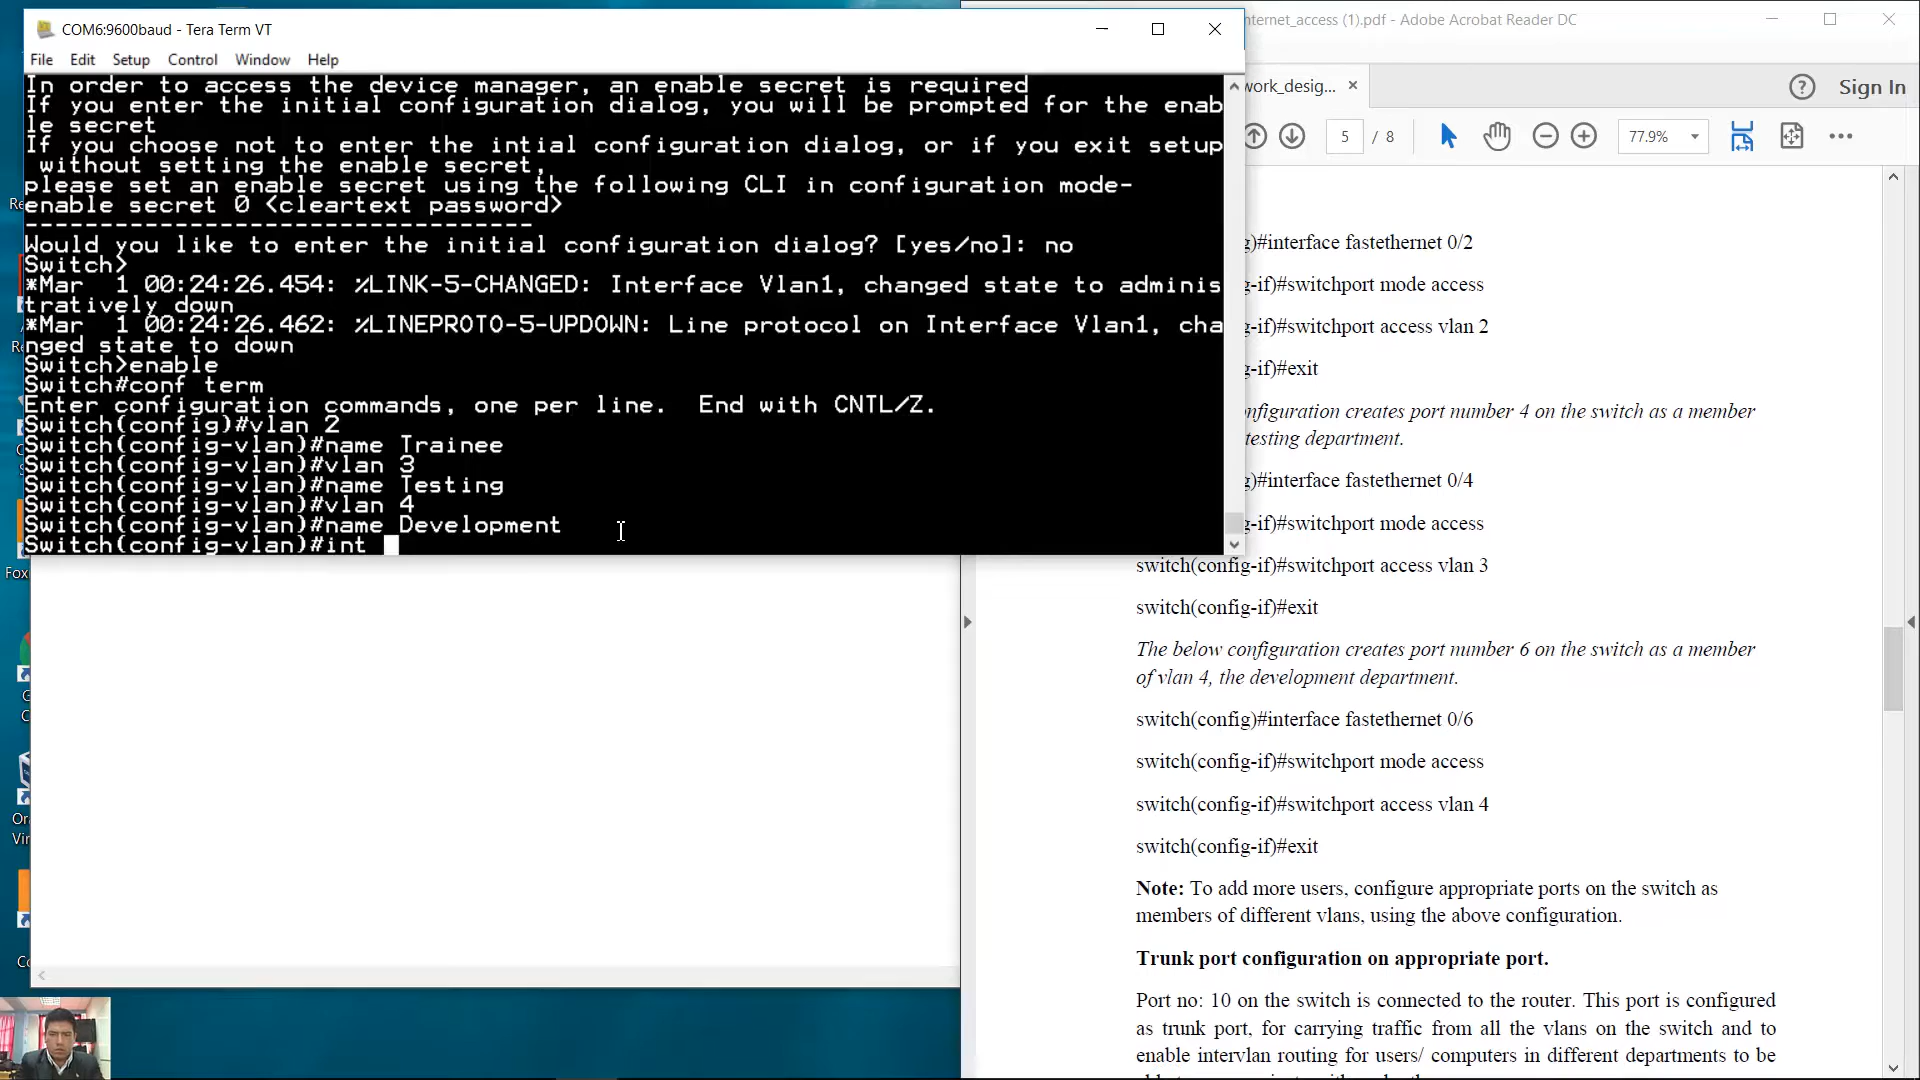 COM6:9600baud - Tera Term VT
File Edit Setup Control Window Help
In order to access the device manager, an enable secret is required
If you enter the initial configuration dialog, you will be prompted for the enab
le secret
If you choose not to enter the intial configuration dialog, or if you exit setup
without setting the enable secret,
please set an enable secret using the following CLI in configuration mode-
enable secret 0 <cleartext password>
----------------------------------
Would you like to enter the initial configuration dialog? [yes/no]: no
Switch>
*Mar  1 00:24:26.454: %LINK-5-CHANGED: Interface Vlan1, changed state to adminis
tratively down
*Mar  1 00:24:26.462: %LINEPROTO-5-UPDOWN: Line protocol on Interface Vlan1, cha
nged state to down
Switch>enable
Switch#conf term
Enter configuration commands, one per line.  End with CNTL/Z.
Switch(config)#vlan 2
Switch(config-vlan)#name Trainee
Switch(config-vlan)#vlan 3
Switch(config-vlan)#name Testing
Switch(config-vlan)#vlan 4
Switch(config-vlan)#name Development
Switch(config-vlan)#int
nternet_access (1).pdf - Adobe Acrobat Reader DC
work_desig...
Sign In
5 / 8
77.9%
g)#interface fastethernet 0/2
g-if)#switchport mode access
g-if)#switchport access vlan 2
g-if)#exit
nfiguration creates port number 4 on the switch as a member
testing department.
g)#interface fastethernet 0/4
g-if)#switchport mode access
switch(config-if)#switchport access vlan 3
switch(config-if)#exit
The below configuration creates port number 6 on the switch as a member
of vlan 4, the development department.
switch(config)#interface fastethernet 0/6
switch(config-if)#switchport mode access
switch(config-if)#switchport access vlan 4
switch(config-if)#exit
Note: To add more users, configure appropriate ports on the switch as
members of different vlans, using the above configuration.
Trunk port configuration on appropriate port.
Port no: 10 on the switch is connected to the router. This port is configured
as trunk port, for carrying traffic from all the vlans on the switch and to
enable intervlan routing for users/ computers in different departments to be